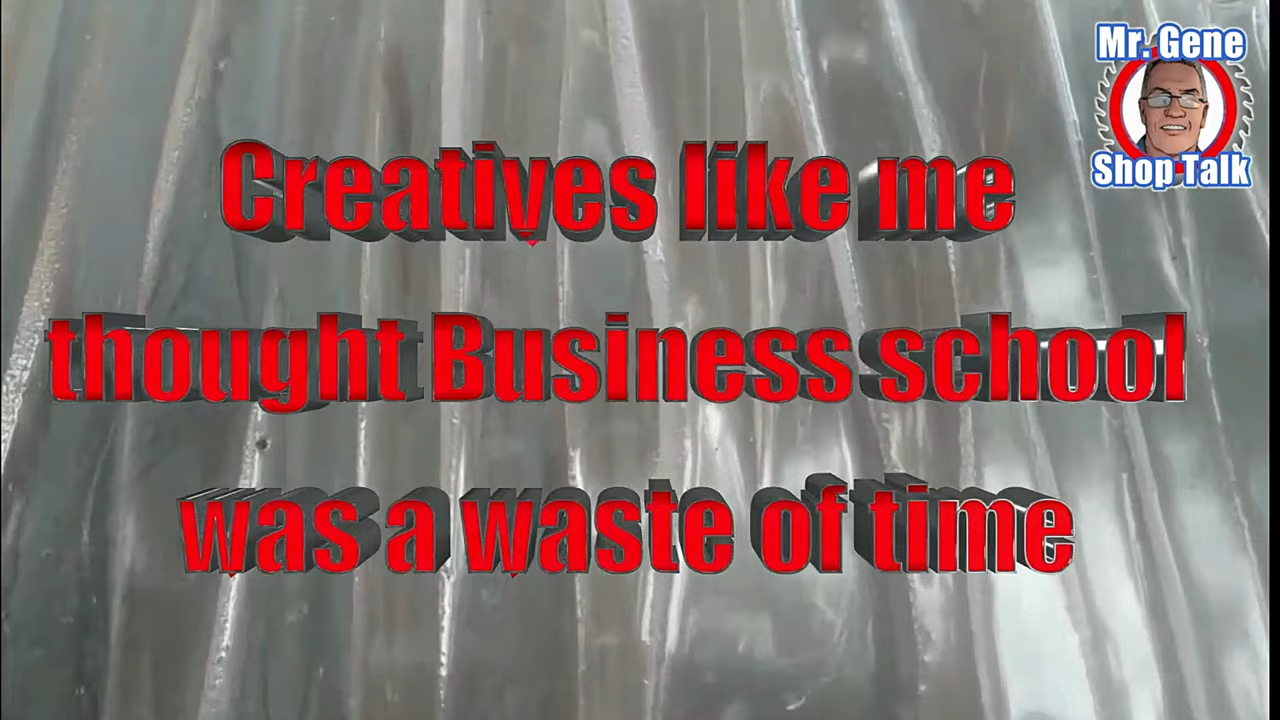 Mr. Gene
Shop Talk
Creatives like me
thought Business school
was a waste of time